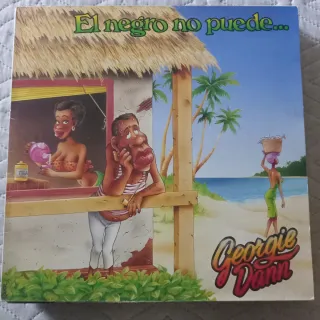 El negro no puede...
Georgie
Dann